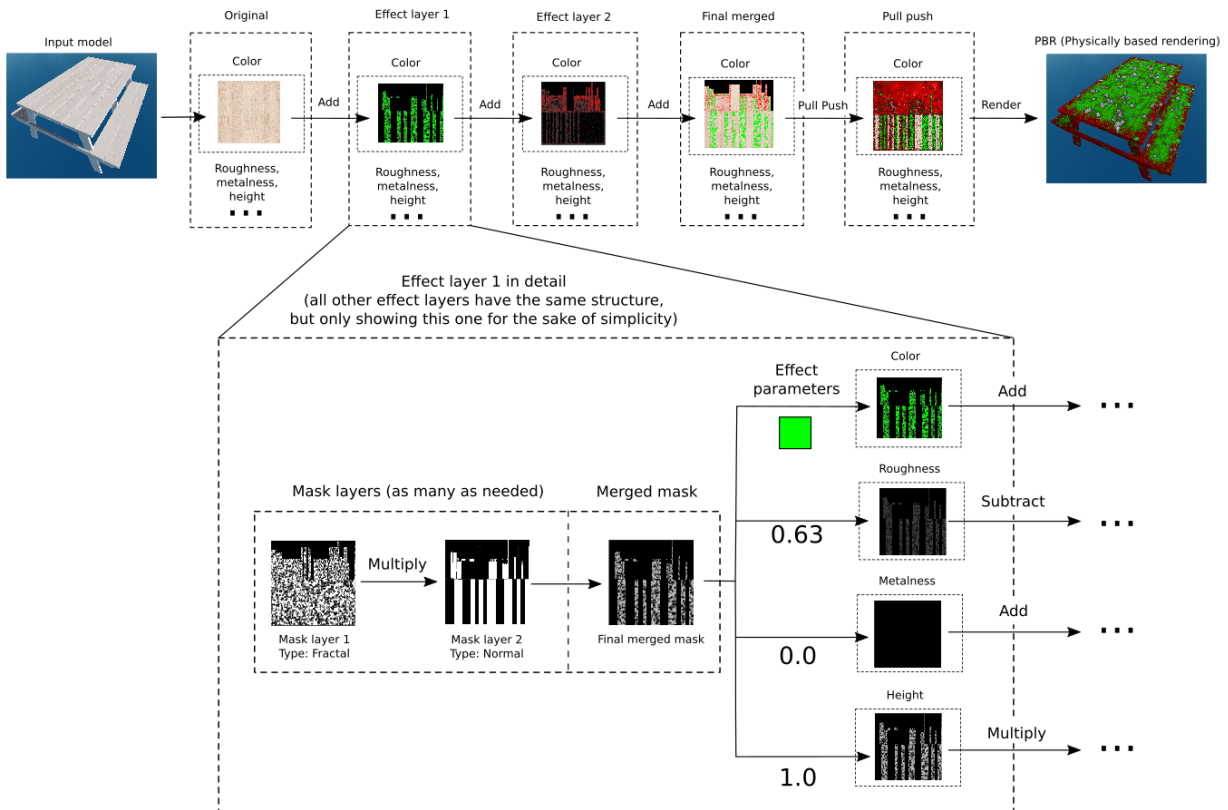 Input model
Original
Color
Roughness,
metalness,
height
Add
Effect layer 1
Color
Roughness,
metalness,
height
Add
Effect layer 2
Color
Roughness,
metalness,
height
Add
Final merged
Color
Roughness,
metalness,
height
Pull Push
Pull push
Color
Roughness,
metalness,
height
Render
PBR (Physically based rendering)
Effect layer 1 in detail
(all other effect layers have the same structure,
but only showing this one for the sake of simplicity)
Mask layers (as many as needed)
Merged mask
Multiply
Mask layer 1
Type: Fractal
Mask layer 2
Type: Normal
Final merged mask
Effect
parameters
Color
Add
0.63
Roughness
Subtract
0.0
Metalness
Add
1.0
Height
Multiply